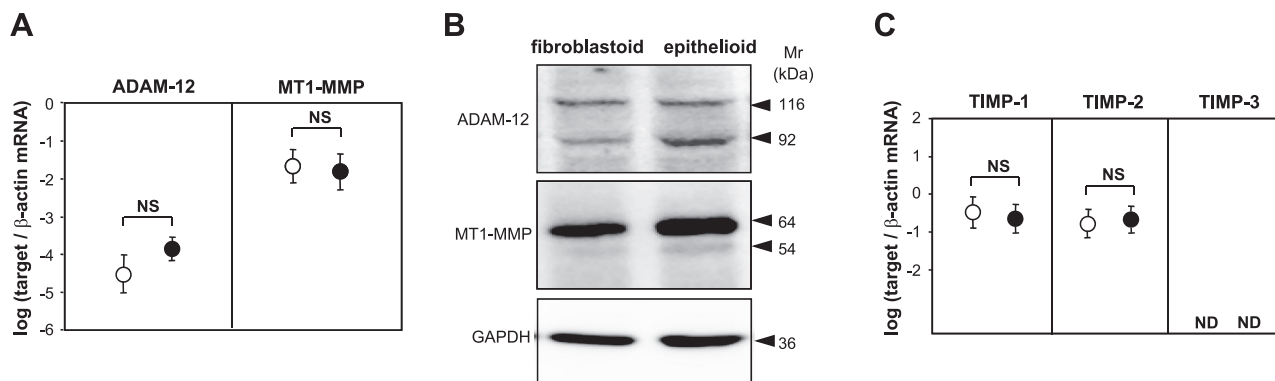 A
ADAM-12
MT1-MMP
log (target / β-actin mRNA)
0
-1
-2
-3
-4
-5
-6
NS
NS
B
fibroblastoid
epithelioid
Mr
(kDa)
ADAM-12
116
92
MT1-MMP
64
54
GAPDH
36
C
TIMP-1
TIMP-2
TIMP-3
log (target / β-actin mRNA)
2
1
0
-1
-2
NS
NS
ND
ND